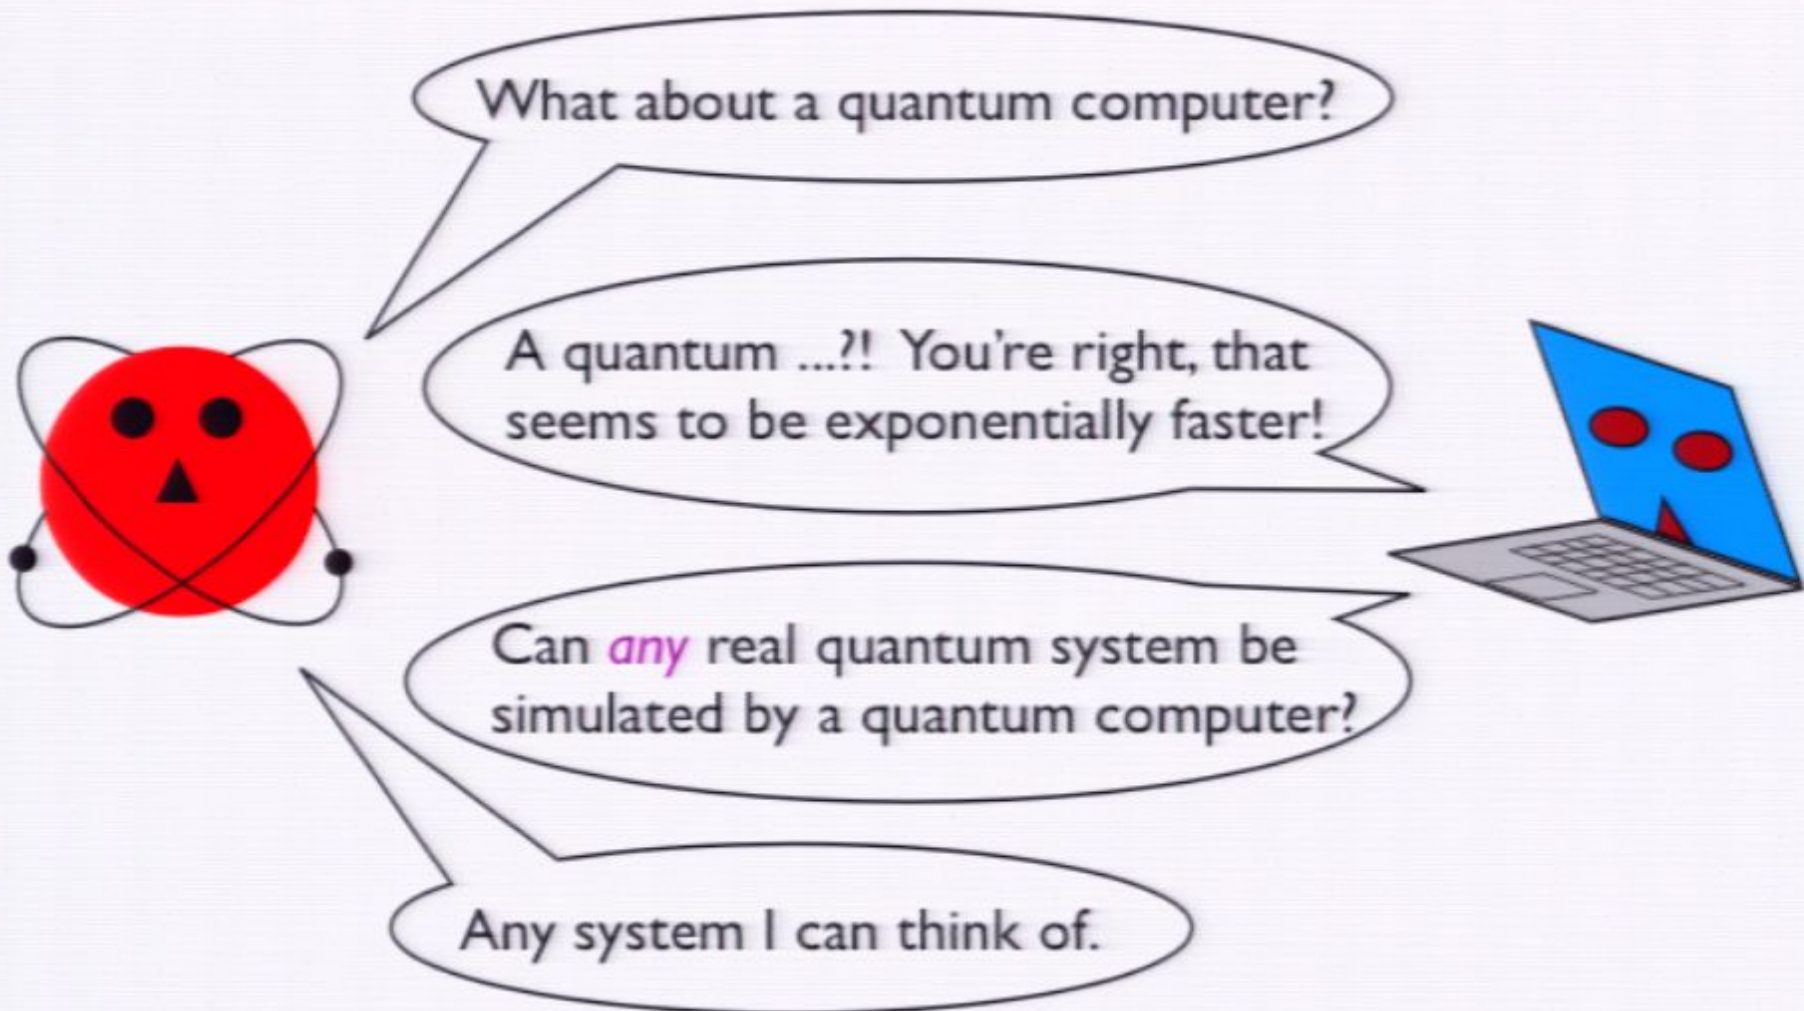 What about a quantum computer?
A quantum ...?! You're right, that
seems to be exponentially faster!
Can any real quantum system be
simulated by a quantum computer?
Any system I can think of.